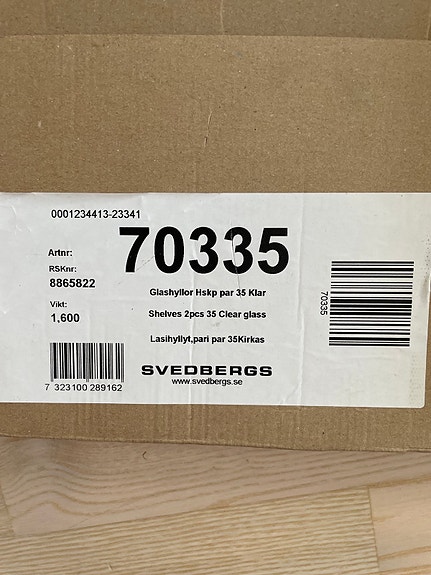 0001234413-23341
Artnr:
70335
RSKnr:
8865822
Glashyllor Hskp par 35 Klar
Vikt:
1,600
Shelves 2pcs 35 Clear glass
Lasihyllyt,pari par 35Kirkas
SVEDBERGS
www.svedbergs.se
7 323100 289162
70335